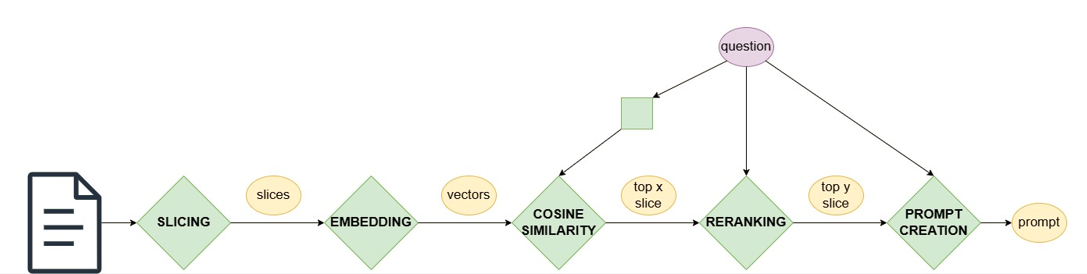 question
slices
vectors
top x
slice
top y
slice
SLICING
EMBEDDING
COSINE
SIMILARITY
RERANKING
PROMPT
CREATION
prompt